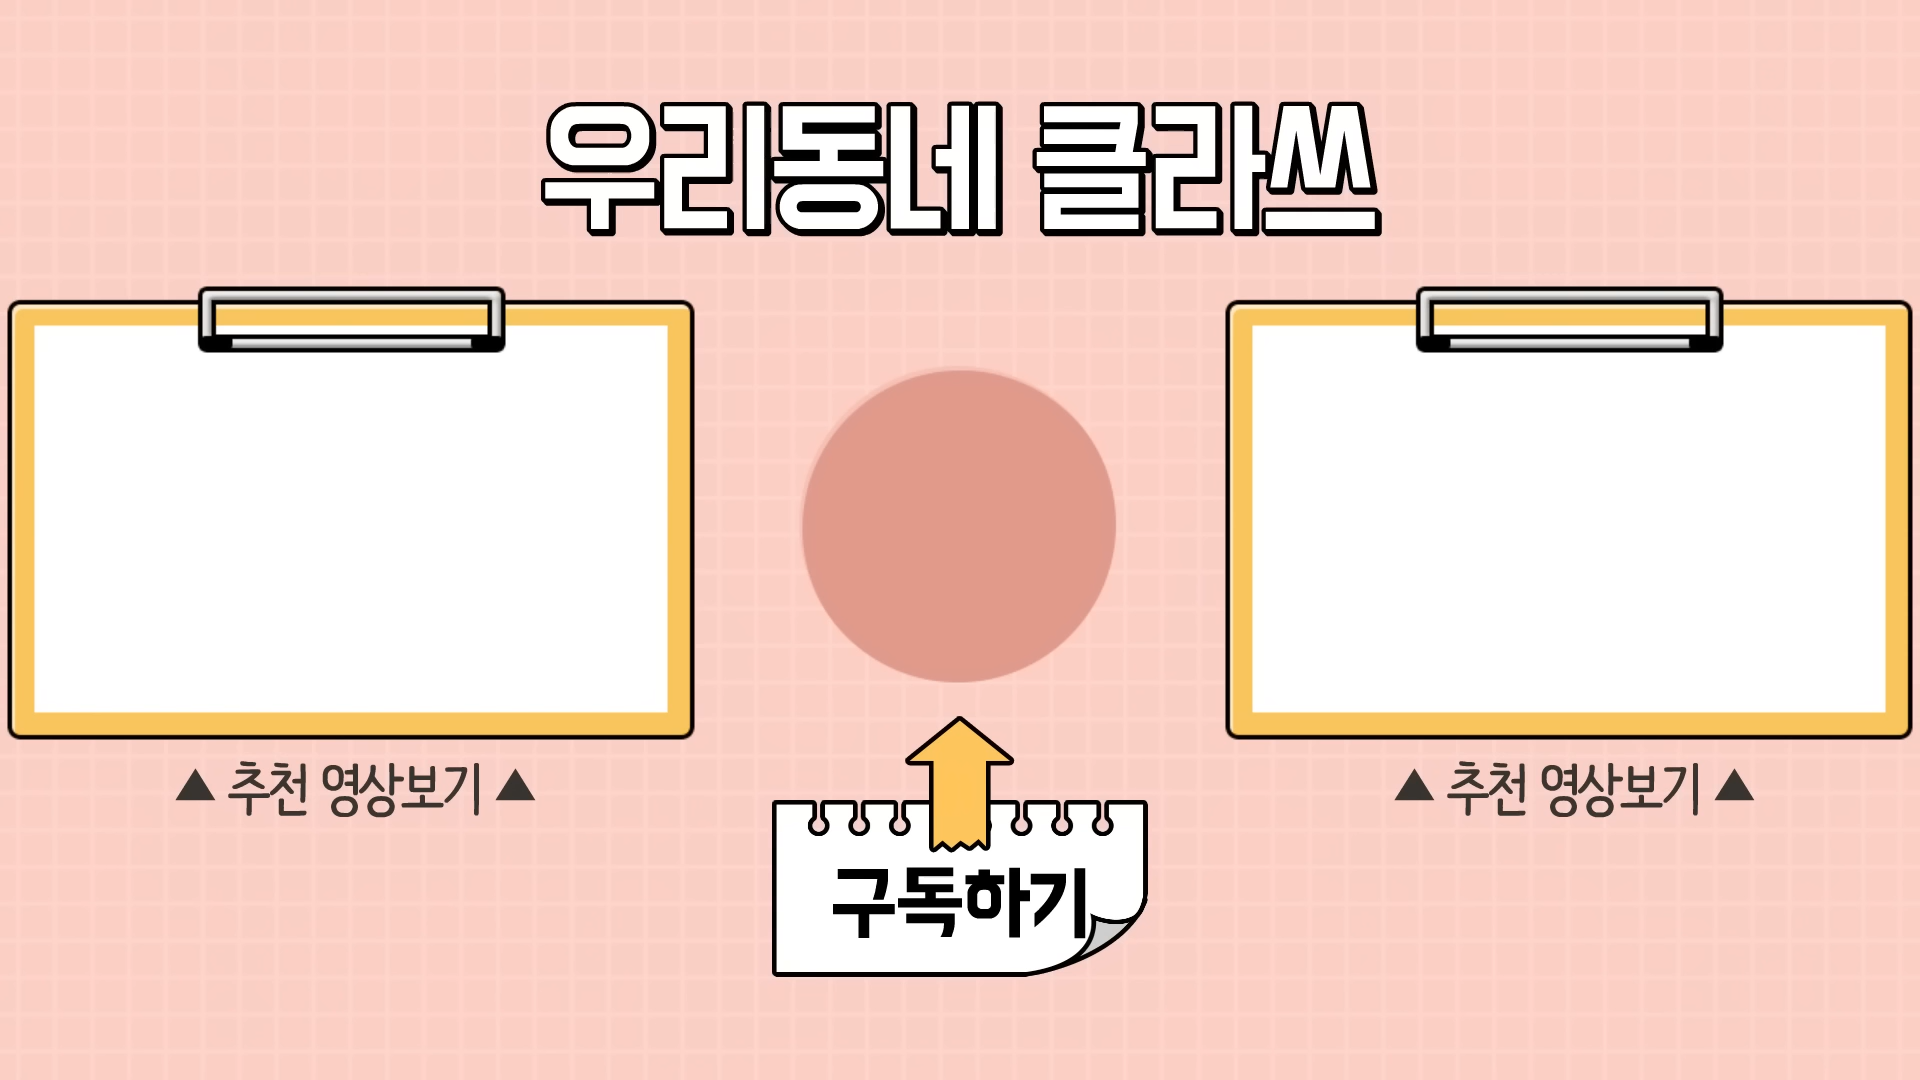 우리동네 클라쓰
▲ 추천 영상보기 ▲
▲ 추천 영상보기 ▲
구독하기